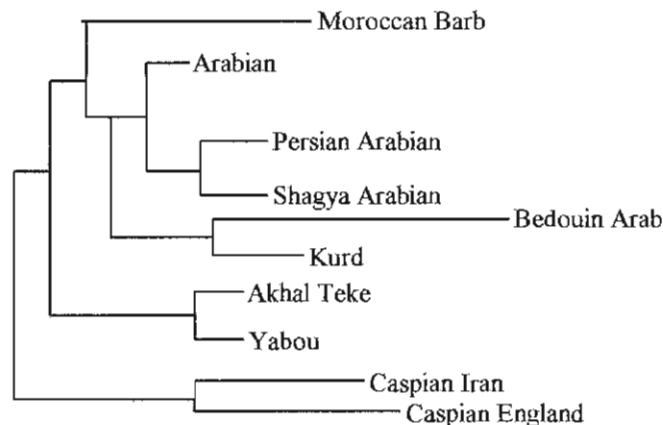 Moroccan Barb
Arabian
Persian Arabian
Shagya Arabian
Bedouin Arab
Kurd
Akhal Teke
Yabou
Caspian Iran
Caspian England